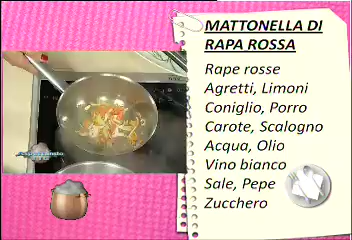 MATTONELLA DI
RAPA ROSSA
Rape rosse
Agretti, Limoni
Coniglio, Porro
Carote, Scalogno
Acqua, Olio
Vino bianco
Sale, Pepe
Zucchero